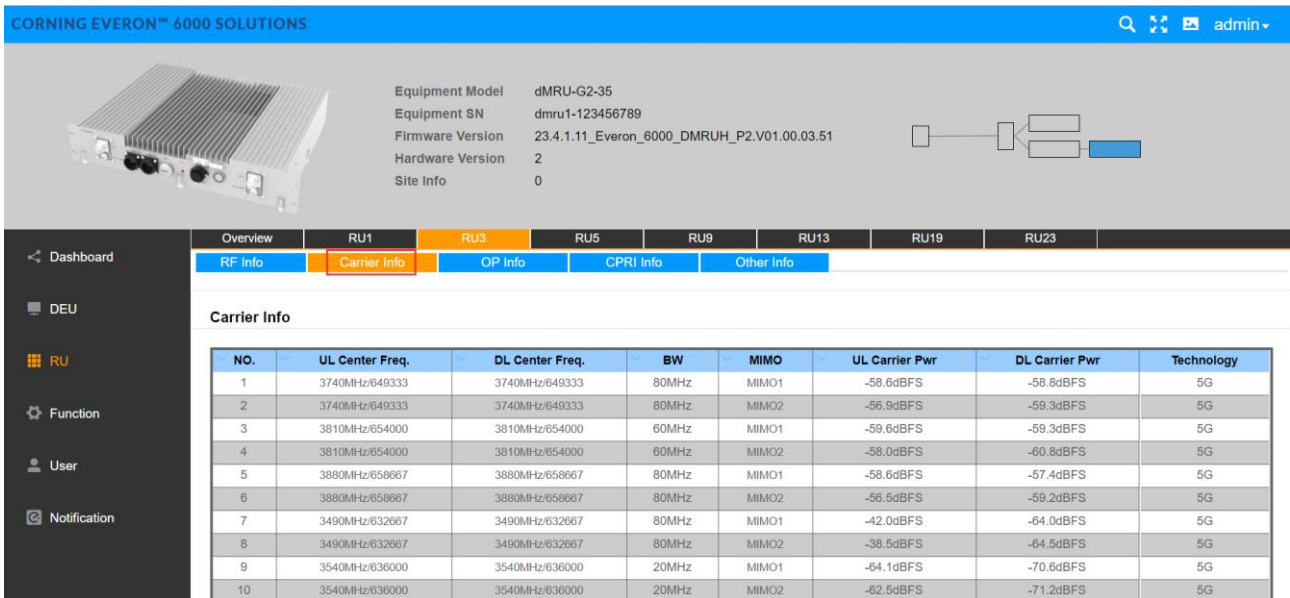 CORNING EVERON™ 6000 SOLUTIONS
admin
Equipment Model dMRU-G2-35
Equipment SN dmru1-123456789
Firmware Version 23.4.1.11_Everon_6000_DMRUH_P2.V01.00.03.51
Hardware Version 2
Site Info 0
Overview RU1 RU3 RU5 RU9 RU13 RU19 RU23
RF Info Carrier Info OP Info CPRI Info Other Info
Dashboard
DEU
RU
Function
User
Notification
Carrier Info
NO. UL Center Freq. DL Center Freq. BW MIMO UL Carrier Pwr DL Carrier Pwr Technology
1 3740MHz/649333 3740MHz/649333 80MHz MIMO1 -58.6dBFS -58.8dBFS 5G
2 3740MHz/649333 3740MHz/649333 80MHz MIMO2 -56.9dBFS -59.3dBFS 5G
3 3810MHz/654000 3810MHz/654000 60MHz MIMO1 -59.6dBFS -59.3dBFS 5G
4 3810MHz/654000 3810MHz/654000 60MHz MIMO2 -58.0dBFS -60.8dBFS 5G
5 3880MHz/658667 3880MHz/658667 80MHz MIMO1 -58.6dBFS -57.4dBFS 5G
6 3880MHz/658667 3880MHz/658667 80MHz MIMO2 -56.5dBFS -59.2dBFS 5G
7 3490MHz/632667 3490MHz/632667 80MHz MIMO1 -42.0dBFS -64.0dBFS 5G
8 3490MHz/632667 3490MHz/632667 80MHz MIMO2 -38.5dBFS -64.5dBFS 5G
9 3540MHz/636000 3540MHz/636000 20MHz MIMO1 -64.1dBFS -70.6dBFS 5G
10 3540MHz/636000 3540MHz/636000 20MHz MIMO2 -62.5dBFS -71.2dBFS 5G